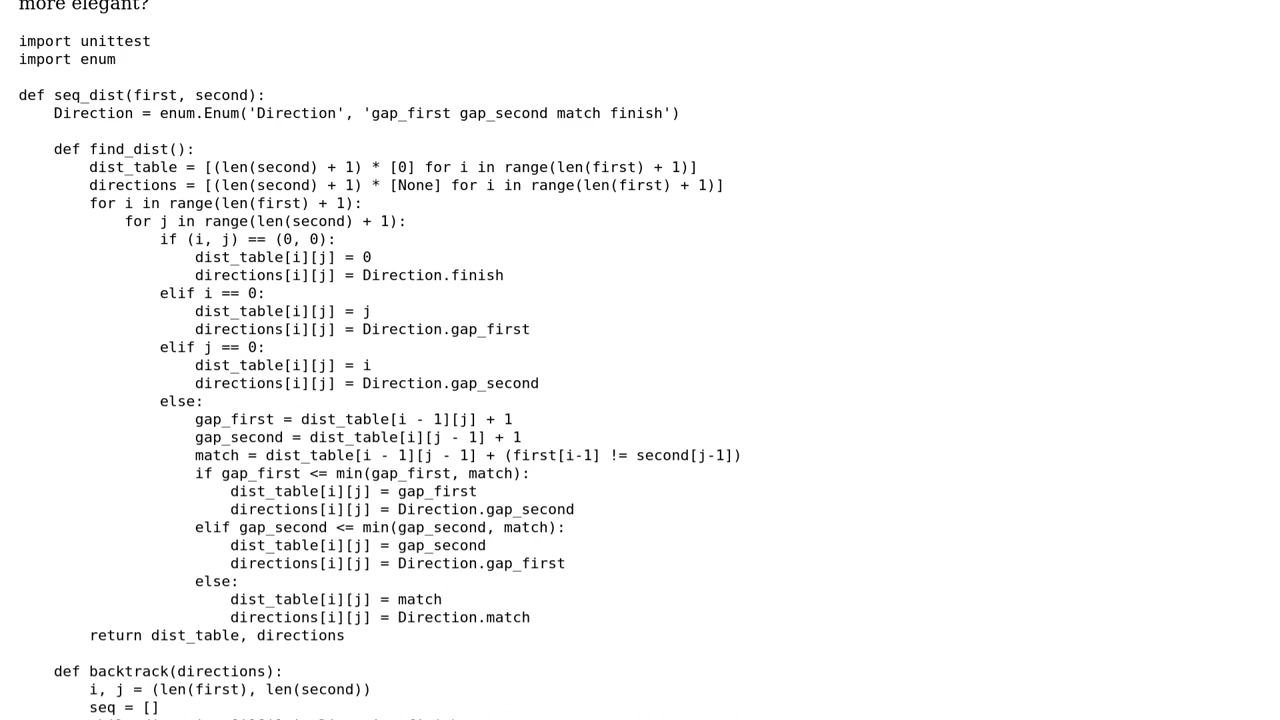 more elegant?
import unittest
import enum
def seq_dist(first, second):
    Direction = enum.Enum('Direction', 'gap_first gap_second match finish')
    def find_dist():
        dist_table = [(len(second) + 1) * [0] for i in range(len(first) + 1)]
        directions = [(len(second) + 1) * [None] for i in range(len(first) + 1)]
        for i in range(len(first) + 1):
            for j in range(len(second) + 1):
                if (i, j) == (0, 0):
                    dist_table[i][j] = 0
                    directions[i][j] = Direction.finish
                elif i == 0:
                    dist_table[i][j] = j
                    directions[i][j] = Direction.gap_first
                elif j == 0:
                    dist_table[i][j] = i
                    directions[i][j] = Direction.gap_second
                else:
                    gap_first = dist_table[i - 1][j] + 1
                    gap_second = dist_table[i][j - 1] + 1
                    match = dist_table[i - 1][j - 1] + (first[i-1] != second[j-1])
                    if gap_first <= min(gap_first, match):
                        dist_table[i][j] = gap_first
                        directions[i][j] = Direction.gap_second
                    elif gap_second <= min(gap_second, match):
                        dist_table[i][j] = gap_second
                        directions[i][j] = Direction.gap_first
                    else:
                        dist_table[i][j] = match
                        directions[i][j] = Direction.match
        return dist_table, directions
    def backtrack(directions):
        i, j = (len(first), len(second))
        seq = []